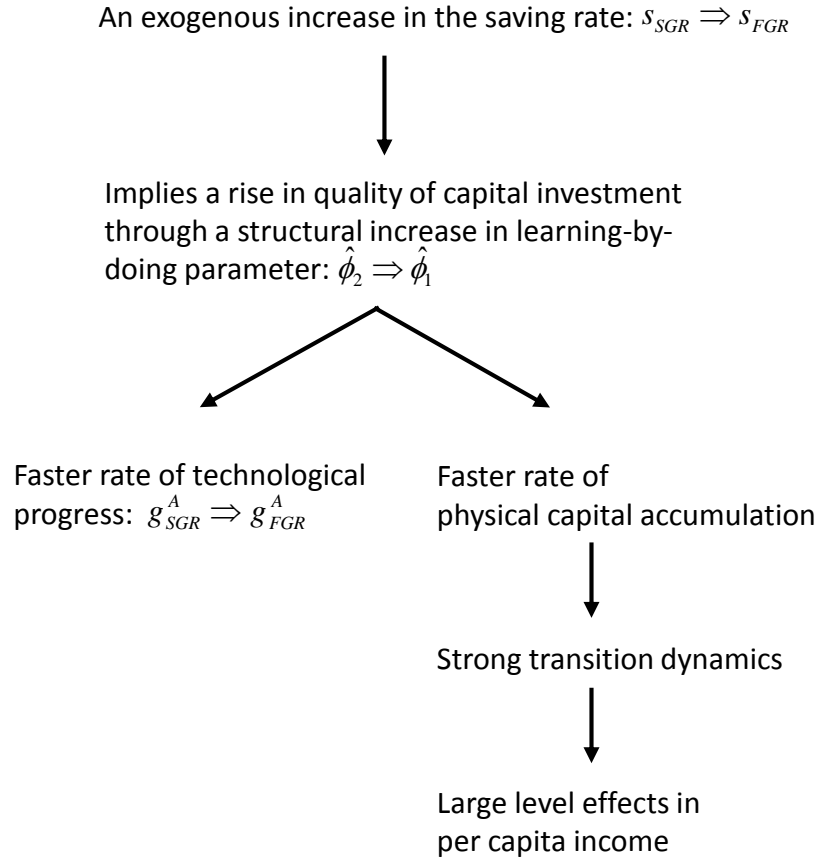 An exogenous increase in the saving rate: s_SGR ⇒ s_FGR
Implies a rise in quality of capital investment
through a structural increase in learning-by-
doing parameter: ϕ̂₂ ⇒ ϕ̂₁
Faster rate of technological
progress: g^A_SGR ⇒ g^A_FGR
Faster rate of
physical capital accumulation
Strong transition dynamics
Large level effects in
per capita income